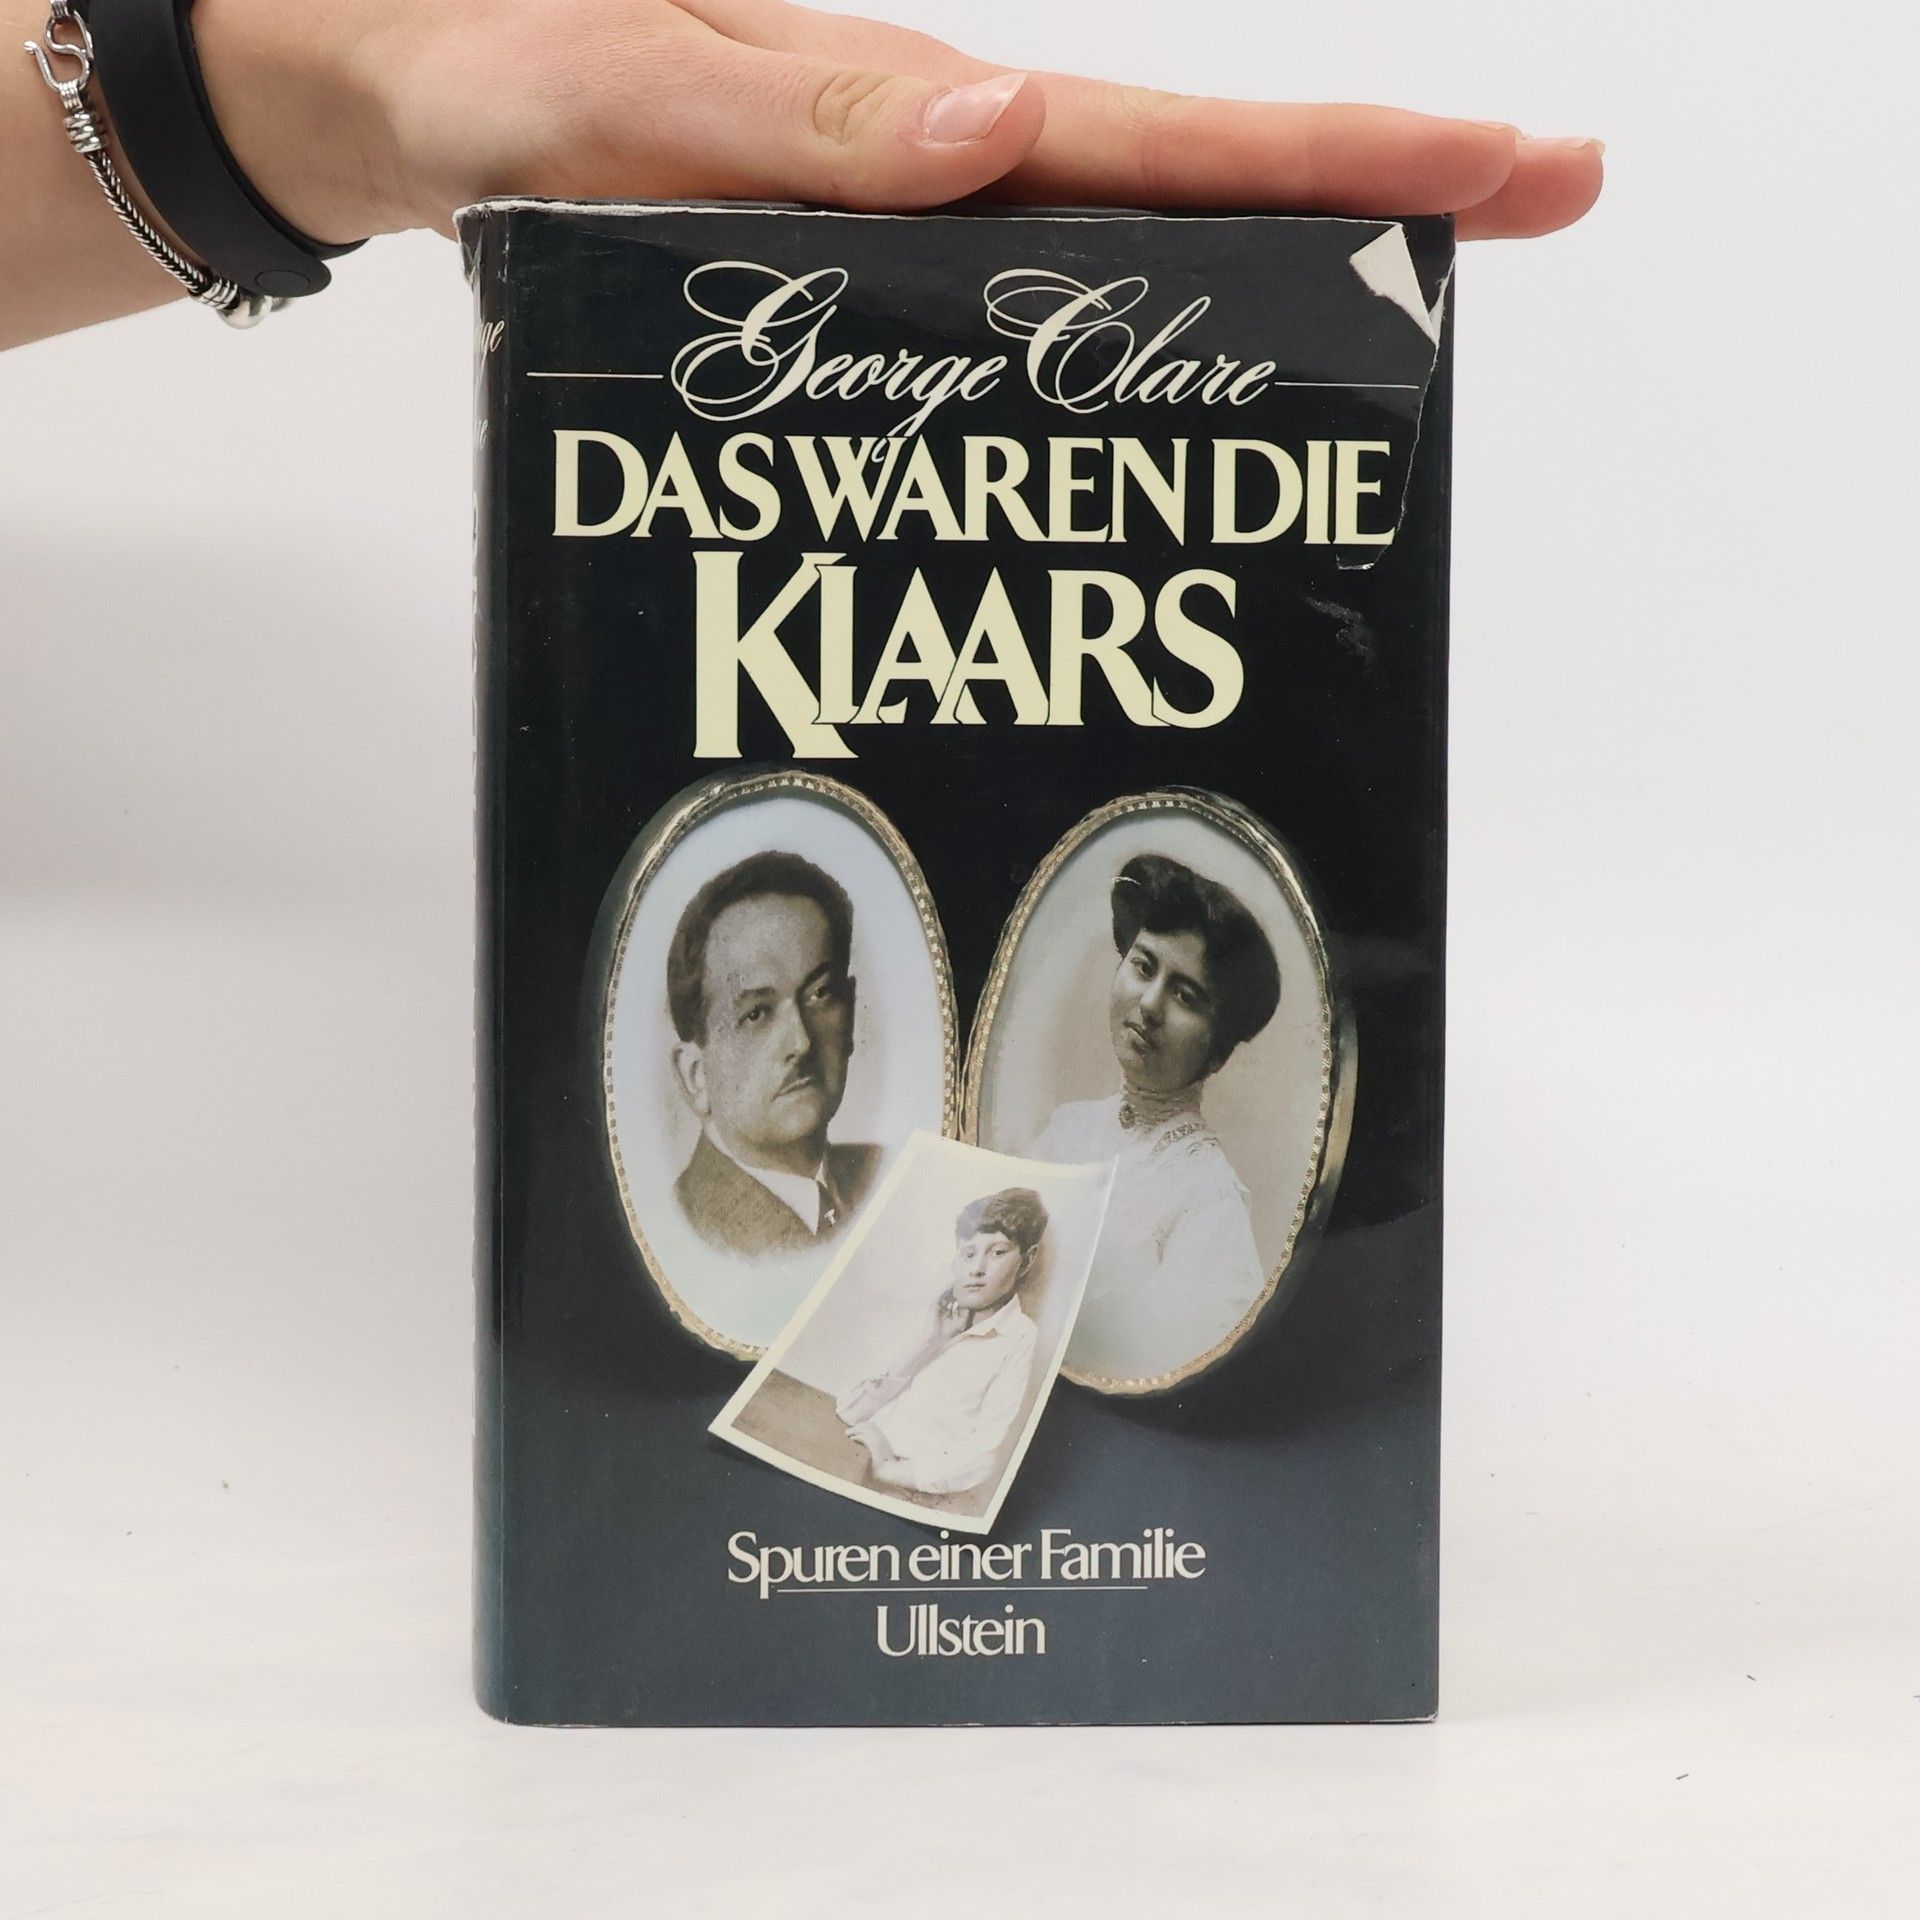 George Clare
DAS WAREN DIE
KLAARS
Spuren einer Familie
Ullstein